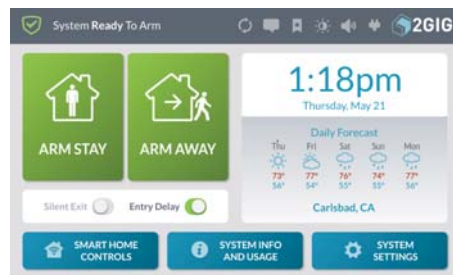 System Ready To Arm
2GIG
ARM STAY
ARM AWAY
Silent Exit
Entry Delay
1:18pm
Thursday, May 21
Daily Forecast
Thu Fri Sat Sun Mon
73° 77° 76° 74° 77°
56° 54° 55° 55° 56°
Carlsbad, CA
SMART HOME
CONTROLS
SYSTEM INFO
AND USAGE
SYSTEM
SETTINGS